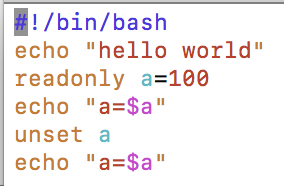 #!/bin/bash
echo "hello world"
readonly a=100
echo "a=$a"
unset a
echo "a=$a"